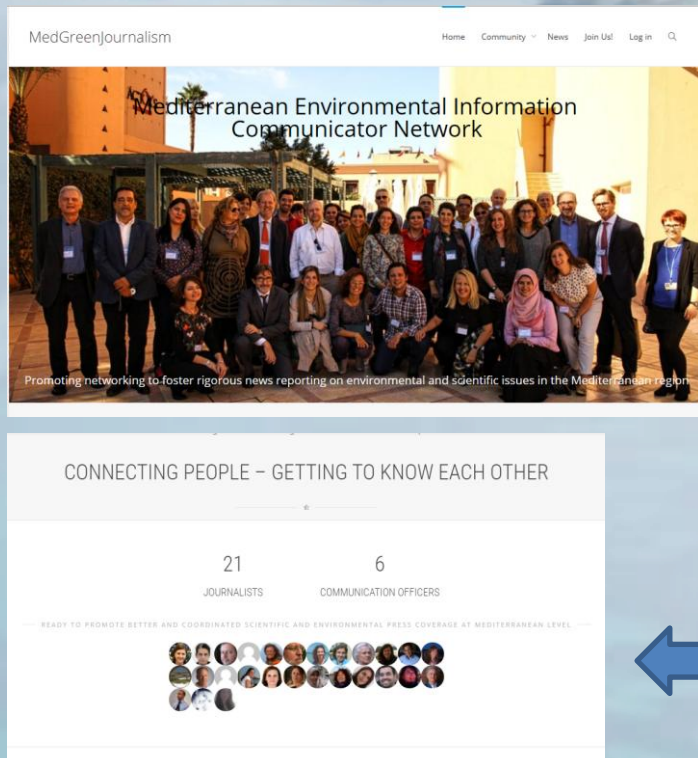 MedGreenJournalism
Home Community News Join Us! Log in
Mediterranean Environmental Information
Communicator Network
Promoting networking to foster rigorous news reporting on environmental and scientific issues in the Mediterranean region
CONNECTING PEOPLE – GETTING TO KNOW EACH OTHER
21 6
JOURNALISTS COMMUNICATION OFFICERS
READY TO PROMOTE BETTER AND COORDINATED SCIENTIFIC AND ENVIRONMENTAL PRESS COVERAGE AT MEDITERRANEAN LEVEL